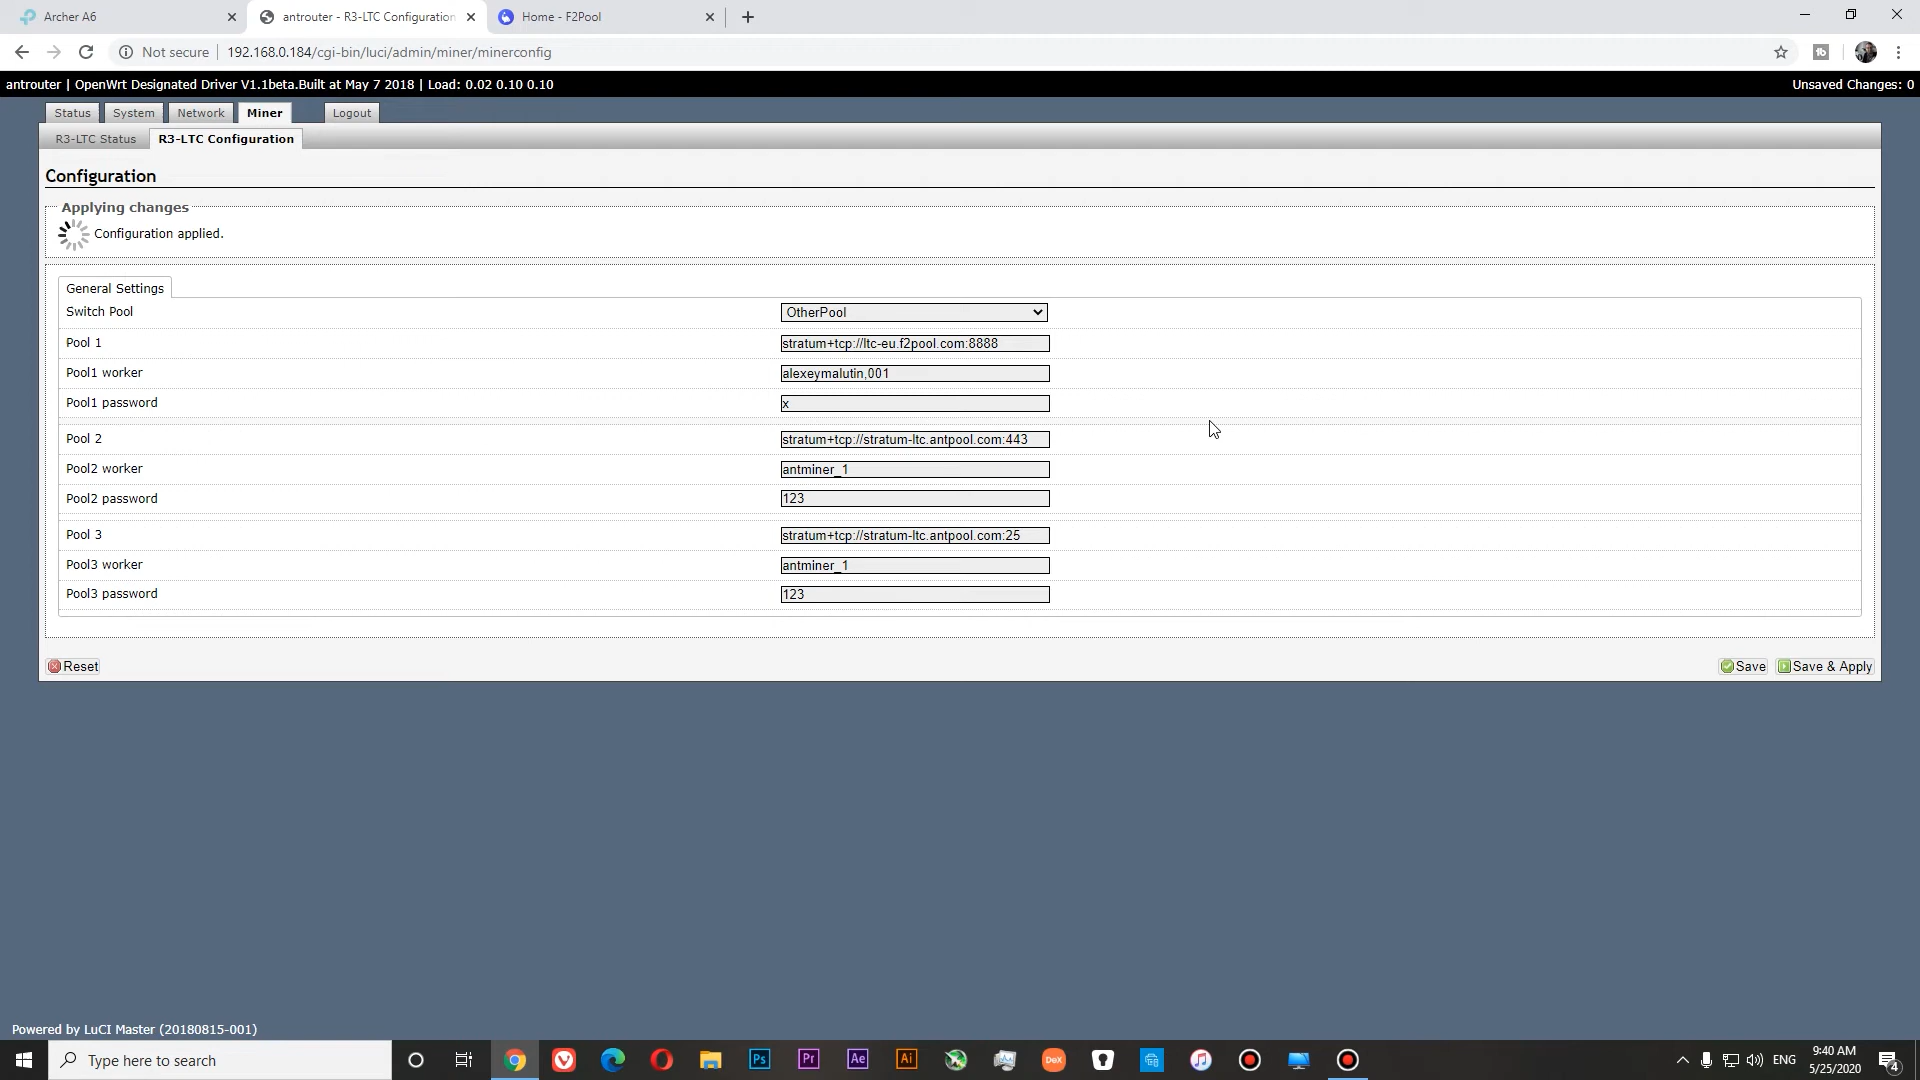 Archer A6
antrouter - R3-LTC Configuration
Home - F2Pool
Not secure
192.168.0.184/cgi-bin/luci/admin/miner/minerconfig
antrouter | OpenWrt Designated Driver V1.1beta.Built at May 7 2018 | Load: 0.02 0.10 0.10
Unsaved Changes: 0
Status
System
Network
Miner
Logout
R3-LTC Status
R3-LTC Configuration
Configuration
Applying changes
Configuration applied.
General Settings
Switch Pool
OtherPool
Pool 1
stratum+tcp://ltc-eu.f2pool.com:8888
Pool1 worker
alexeymalutin,001
Pool1 password
x
Pool 2
stratum+tcp://stratum-ltc.antpool.com:443
Pool2 worker
antminer_1
Pool2 password
123
Pool 3
stratum+tcp://stratum-ltc.antpool.com:25
Pool3 worker
antminer_1
Pool3 password
123
Reset
Save
Save & Apply
Powered by LuCI Master (20180815-001)
Type here to search
Ps
Pr
Ae
Ai
DeX
ENG
9:40 AM
5/25/2020
4